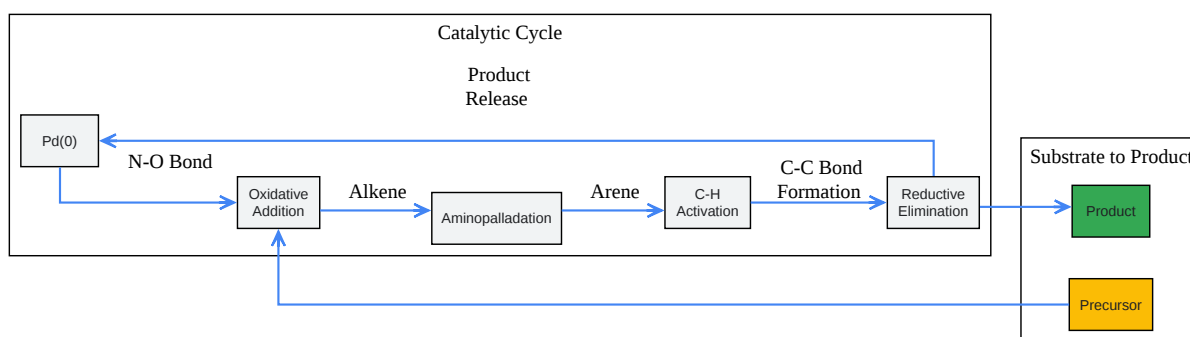 Catalytic Cycle
Product
Release
Pd(0)
N-O Bond
Oxidative
Addition
Alkene
Aminopalladation
Arene
C-H
Activation
C-C Bond
Formation
Reductive
Elimination
Substrate to Product
Product
Precursor